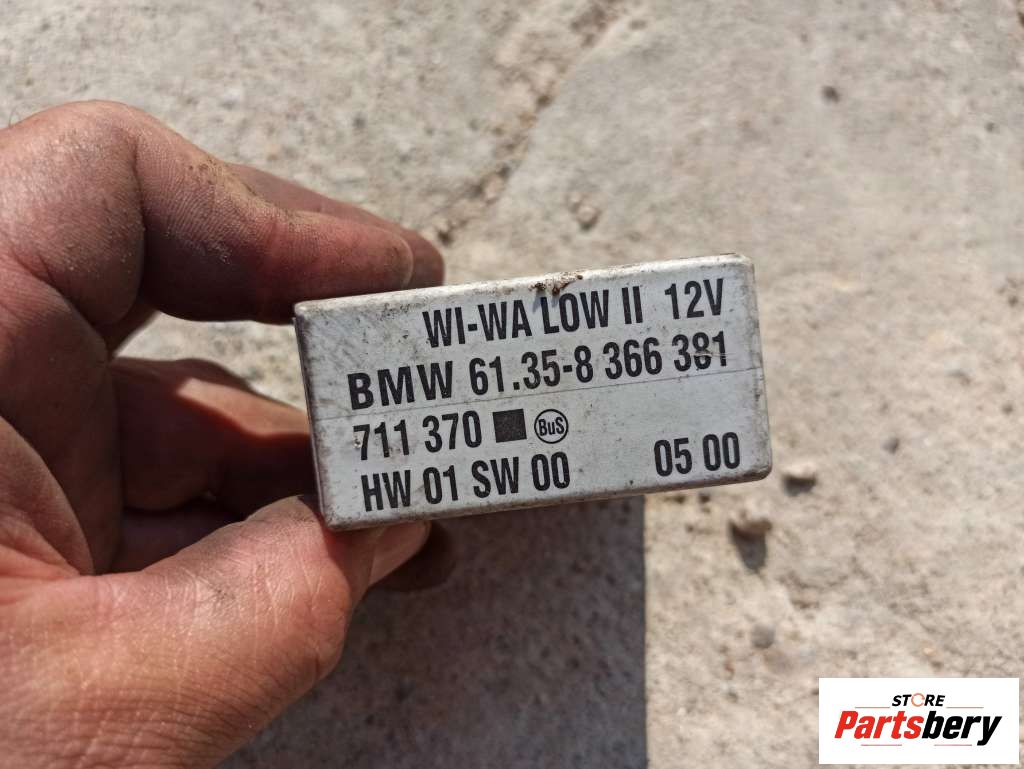 WI-WA LOW II 12V
BMW 61.35-8 366 381
711 370 BUS
HW 01 SW 00 05 00
STORE
Partsbery